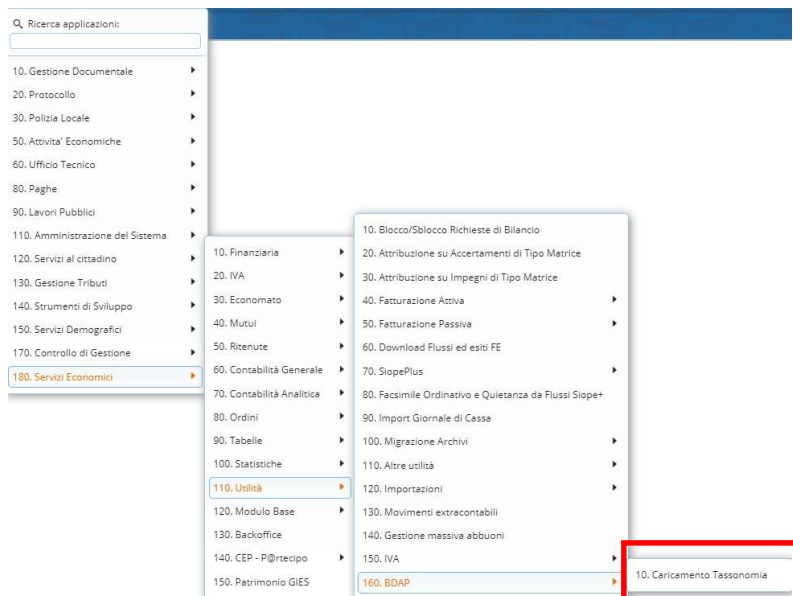 Ricerca applicazioni:
10. Gestione Documentale
20. Protocollo
30. Polizia Locale
50. Attivita' Economiche
60. Ufficio Tecnico
80. Paghe
90. Lavori Pubblici
110. Amministrazione del Sistema
120. Servizi al cittadino
130. Gestione Tributi
140. Strumenti di Sviluppo
150. Servizi Demografici
170. Controllo di Gestione
180. Servizi Economici
10. Finanziaria
20. IVA
30. Economato
40. Mutui
50. Ritenute
60. Contabilità Generale
70. Contabilità Analitica
80. Ordini
90. Tabelle
100. Statistiche
110. Utilità
120. Modulo Base
130. Backoffice
140. CEP - P@rtecipo
150. Patrimonio GIES
10. Blocco/Sblocco Richieste di Bilancio
20. Attribuzione su Accertamenti di Tipo Matrice
30. Attribuzione su Impegni di Tipo Matrice
40. Fatturazione Attiva
50. Fatturazione Passiva
60. Download Flussi ed esiti FE
70. SiopePlus
80. Facsimile Ordinativo e Quietanza da Flussi Siope+
90. Import Giornale di Cassa
100. Migrazione Archivi
110. Altre utilità
120. Importazioni
130. Movimenti extracontabili
140. Gestione massiva abbuoni
150. IVA
160. BDAP
10. Caricamento Tassonomia